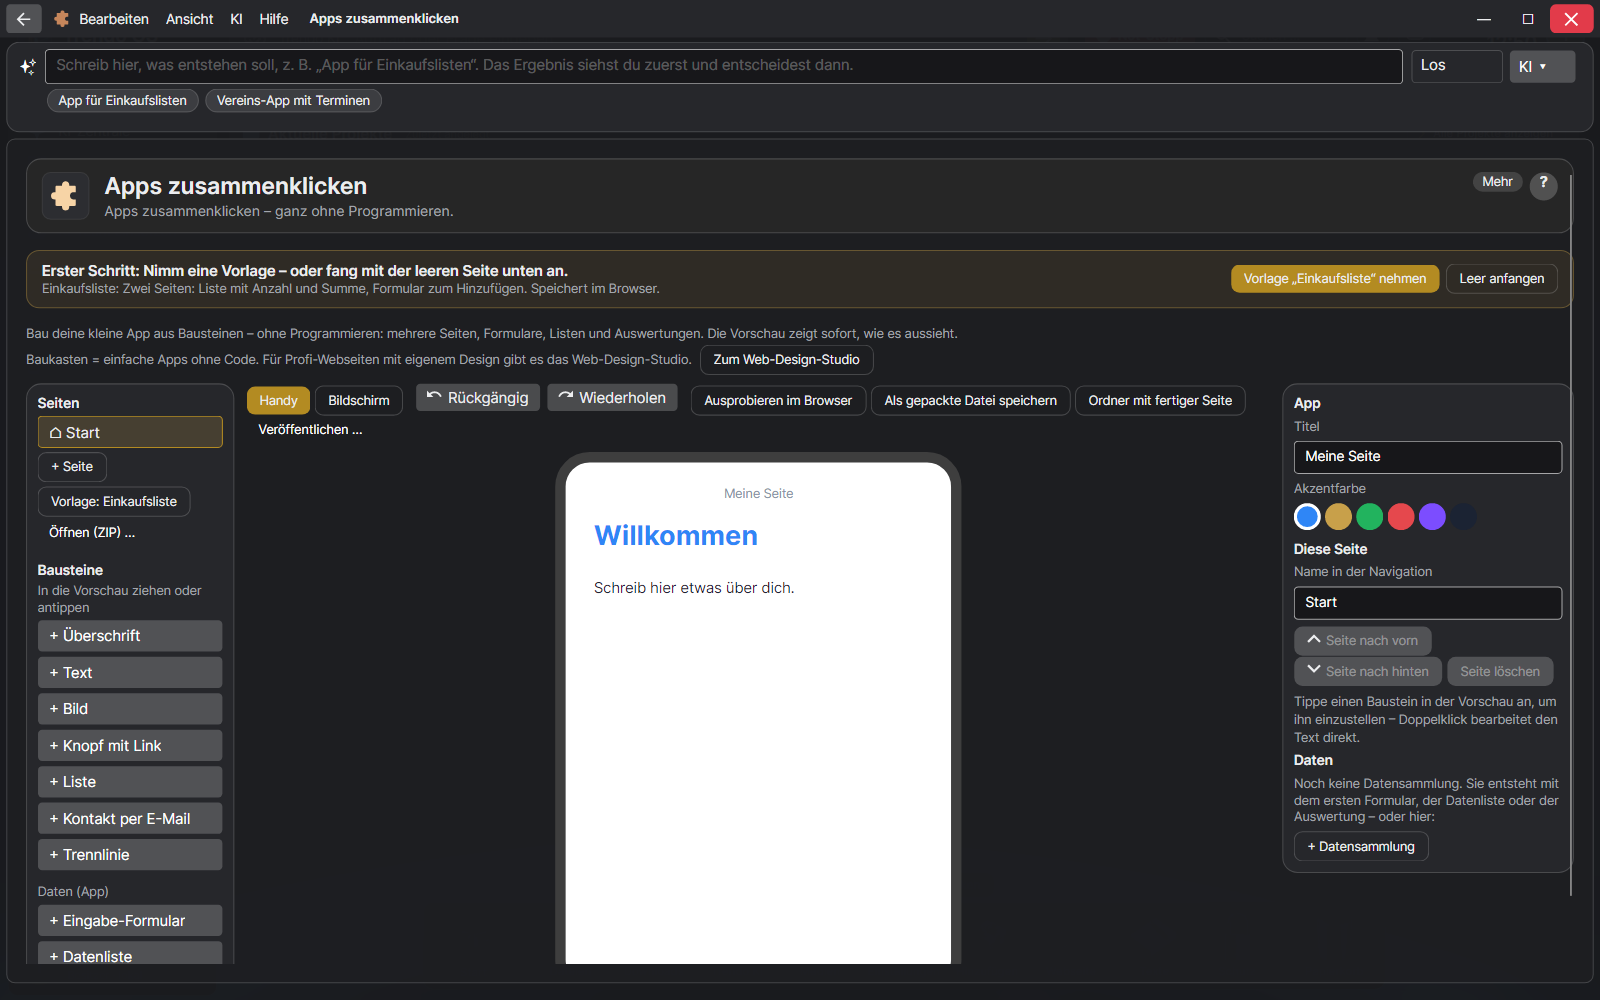 Bearbeiten Ansicht KI Hilfe Apps zusammenklicken
Schreib hier, was entstehen soll, z. B. „App für Einkaufslisten“. Das Ergebnis siehst du zuerst und entscheidest dann.
Los
KI
App für Einkaufslisten
Vereins-App mit Terminen
Apps zusammenklicken
Apps zusammenklicken – ganz ohne Programmieren.
Mehr
?
Erster Schritt: Nimm eine Vorlage – oder fang mit der leeren Seite unten an.
Einkaufsliste: Zwei Seiten: Liste mit Anzahl und Summe, Formular zum Hinzufügen. Speichert im Browser.
Vorlage „Einkaufsliste“ nehmen
Leer anfangen
Bau deine kleine App aus Bausteinen – ohne Programmieren: mehrere Seiten, Formulare, Listen und Auswertungen. Die Vorschau zeigt sofort, wie es aussieht.
Baukasten = einfache Apps ohne Code. Für Profi-Webseiten mit eigenem Design gibt es das Web-Design-Studio.
Zum Web-Design-Studio
Seiten
Start
+ Seite
Vorlage: Einkaufsliste
Öffnen (ZIP) ...
Bausteine
In die Vorschau ziehen oder
antippen
+ Überschrift
+ Text
+ Bild
+ Knopf mit Link
+ Liste
+ Kontakt per E-Mail
+ Trennlinie
Daten (App)
+ Eingabe-Formular
+ Datenliste
Handy
Bildschirm
Rückgängig
Wiederholen
Ausprobieren im Browser
Als gepackte Datei speichern
Ordner mit fertiger Seite
Veröffentlichen ...
Meine Seite
Willkommen
Schreib hier etwas über dich.
App
Titel
Meine Seite
Akzentfarbe
Diese Seite
Name in der Navigation
Start
Seite nach vorn
Seite nach hinten
Seite löschen
Tippe einen Baustein in der Vorschau an, um
ihn einzustellen – Doppelklick bearbeitet den
Text direkt.
Daten
Noch keine Datensammlung. Sie entsteht mit
dem ersten Formular, der Datenliste oder der
Auswertung – oder hier:
+ Datensammlung